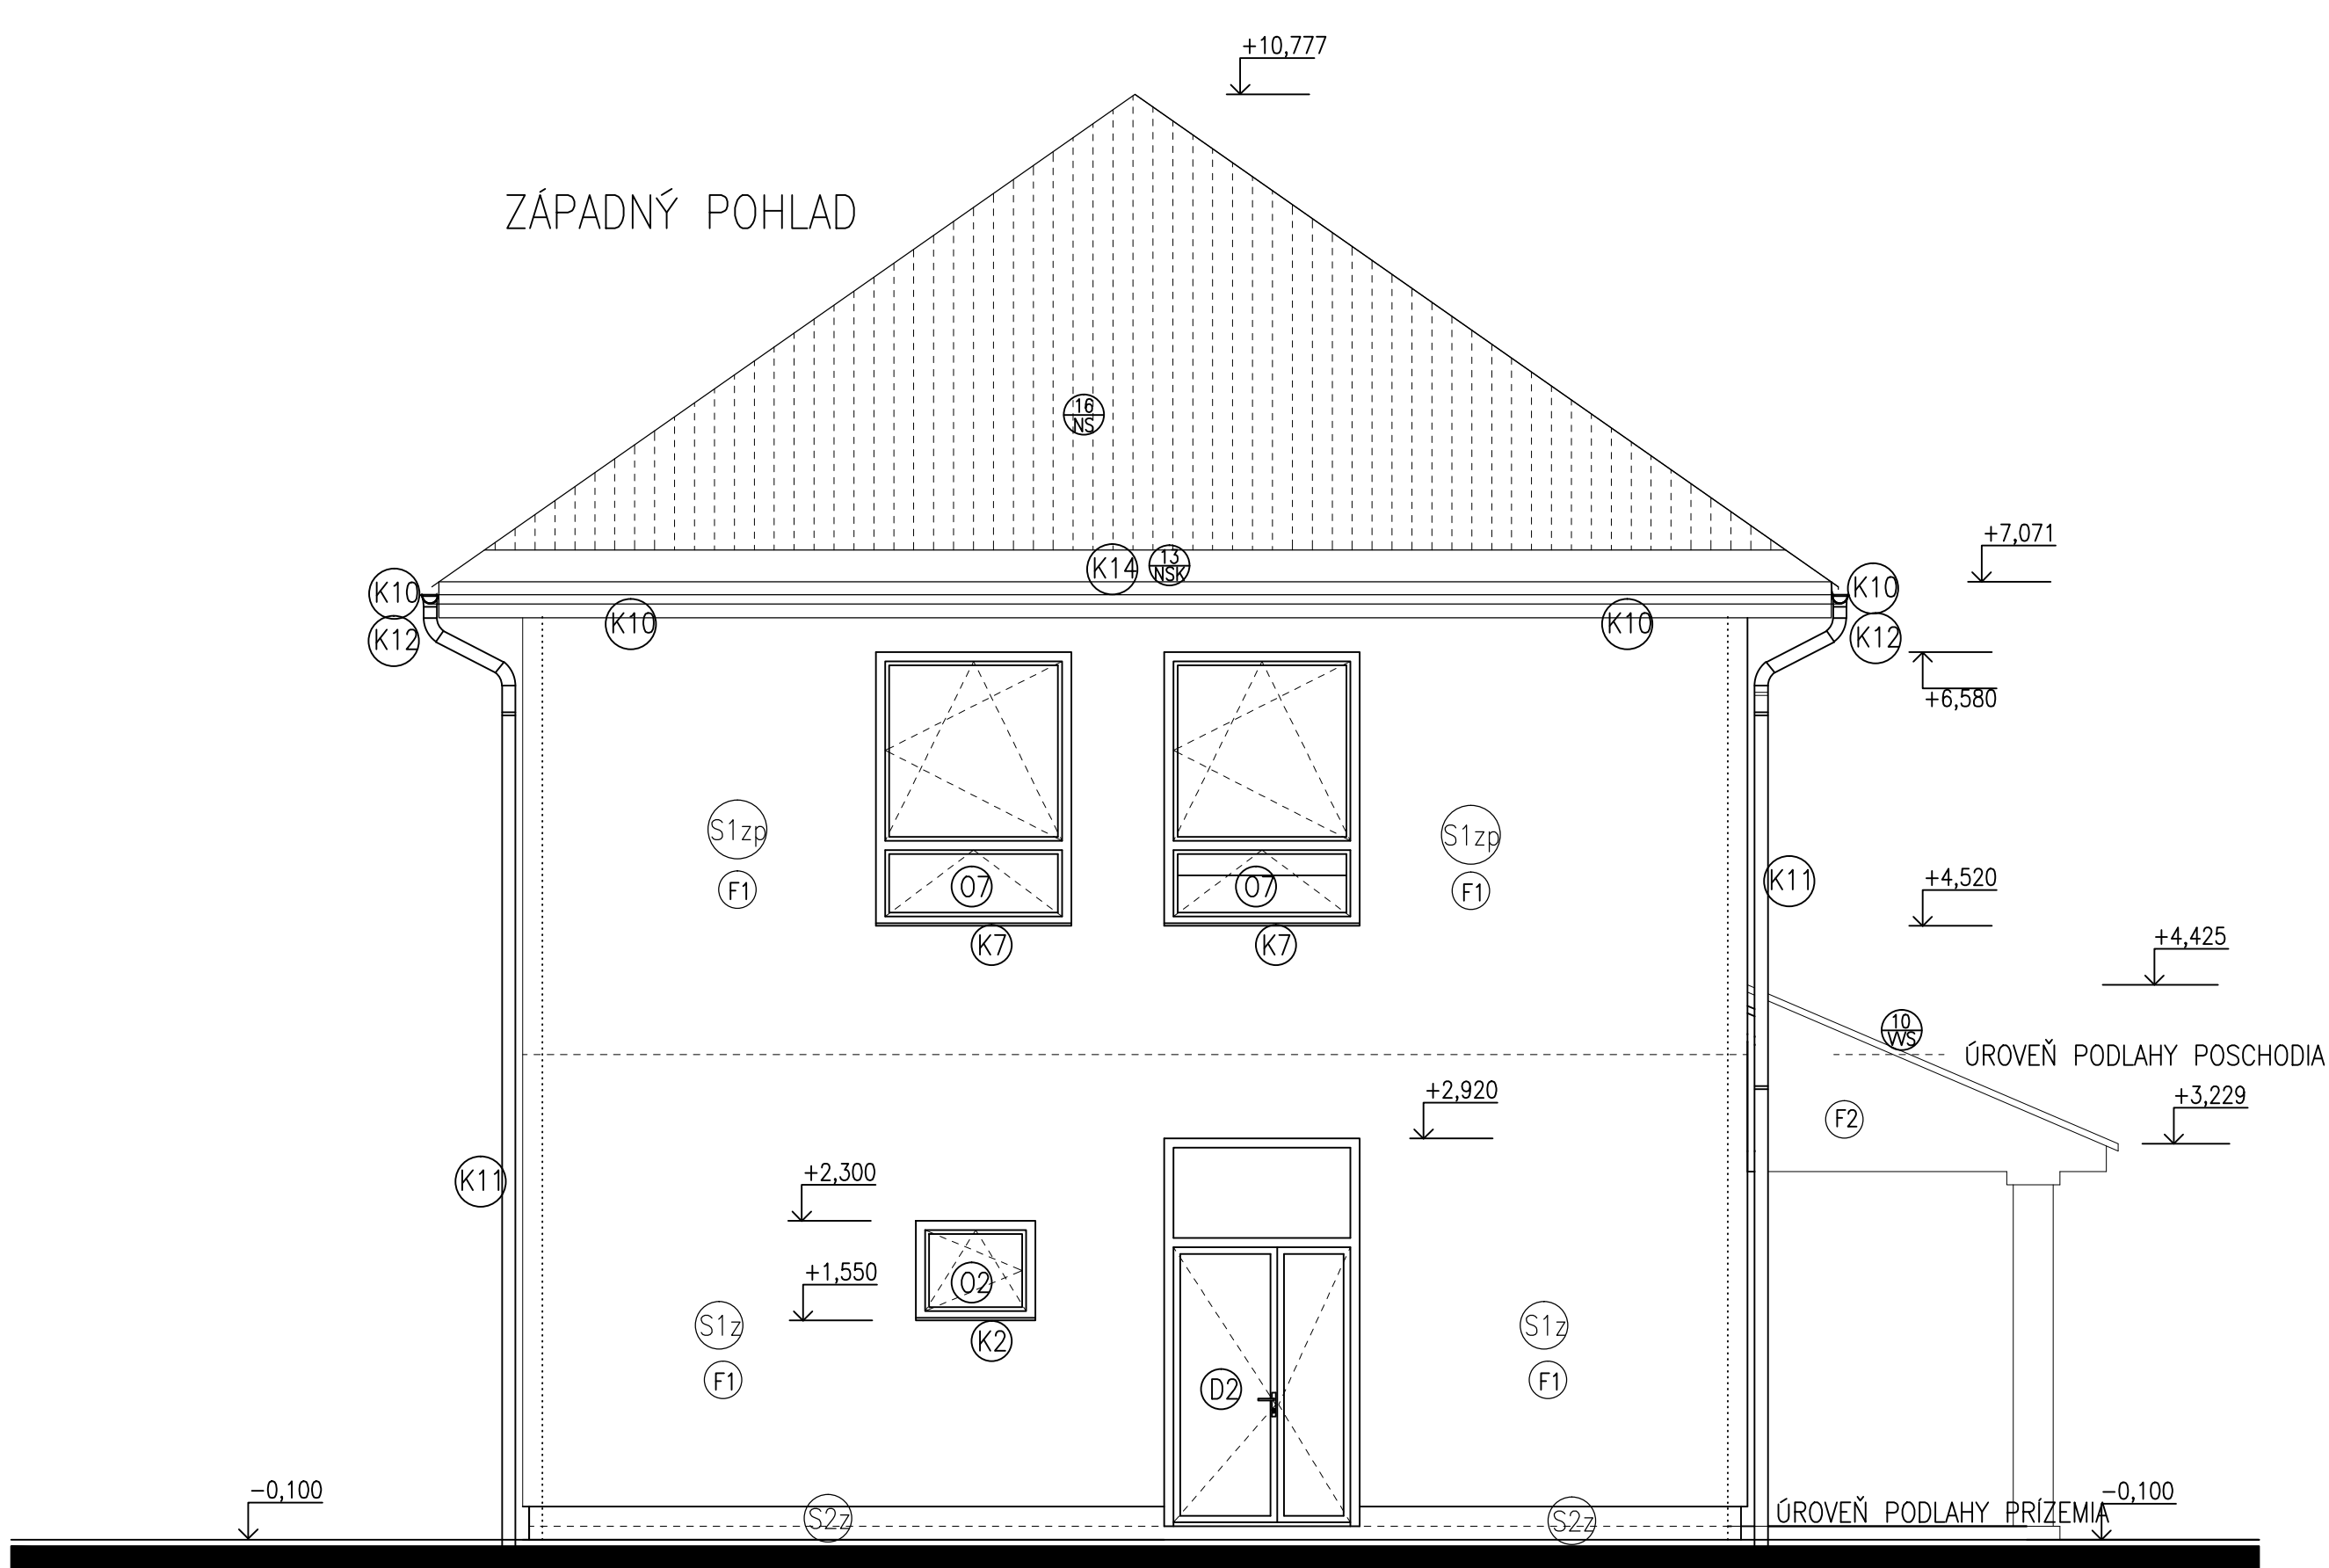 +10,777
ZÁPADNÝ POHLAD
16
NS
+7,071
K14
13
NSK
K10
K10
K10
K10
K12
K12
+6,580
S1zp
S1zp
F1
F1
O7
O7
K11
+4,520
K7
K7
+4,425
10
WS
ÚROVEŇ PODLAHY POSCHODIA
+2,920
+3,229
F2
+2,300
K11
+1,550
O2
S1z
S1z
K2
F1
F1
D2
-0,100
-0,100
S2z
S2z
ÚROVEŇ PODLAHY PRÍZEMIA